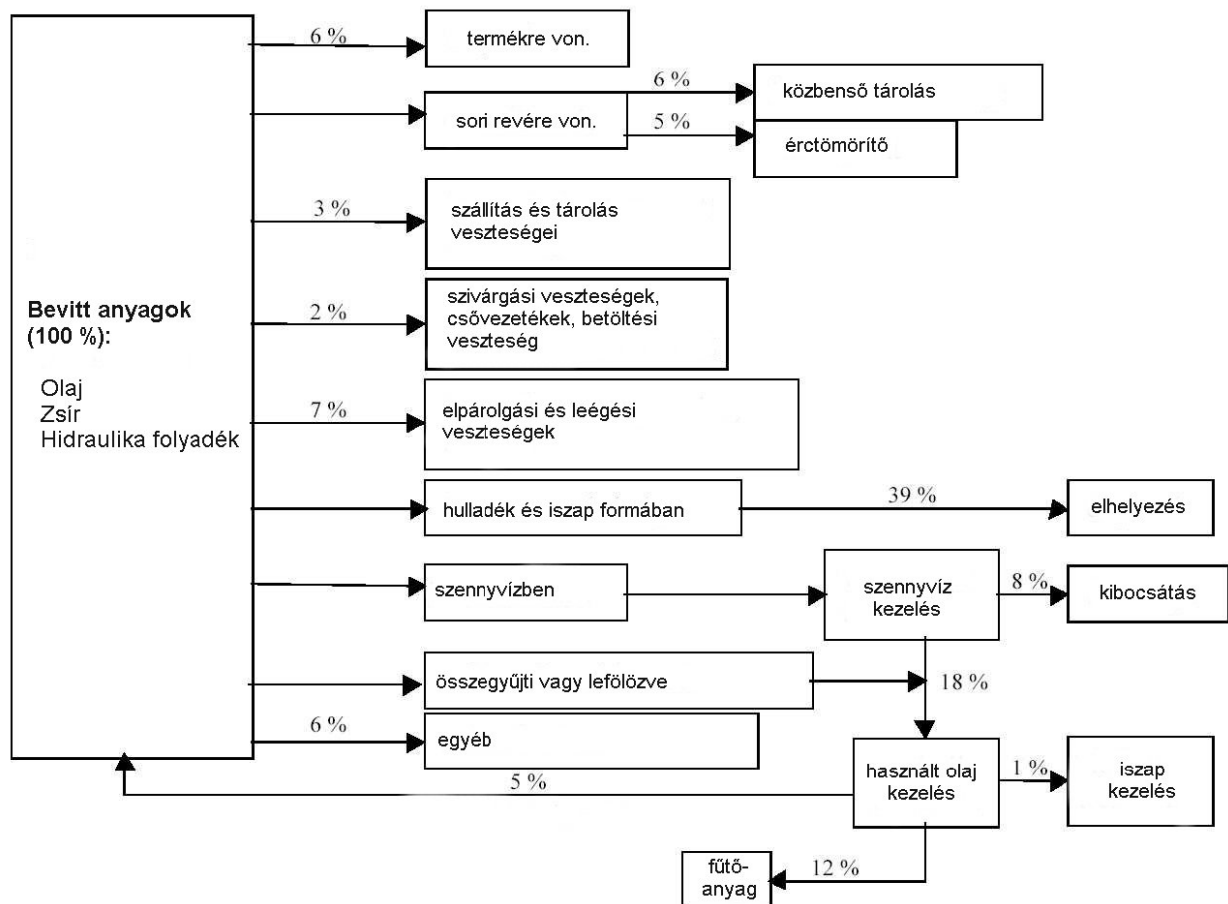 6 %
termékre von.
sori revére von.
6 %
közbenső tárolás
5 %
érctömörítő
3 %
szállítás és tárolás
veszteségei
Bevitt anyagok
(100 %):
Olaj
Zsír
Hidraulika folyadék
2 %
szivárgási veszteségek,
csővezetékek, betöltési
veszteség
7 %
elpárolgási és leégési
veszteségek
hulladék és iszap formában
39 %
elhelyezés
szennyvízben
szennyvíz
kezelés
8 %
kibocsátás
összegyűjti vagy lefölözve
18 %
6 %
egyéb
5 %
használt olaj
kezelés
1 %
iszap
kezelés
12 %
fűtő-
anyag